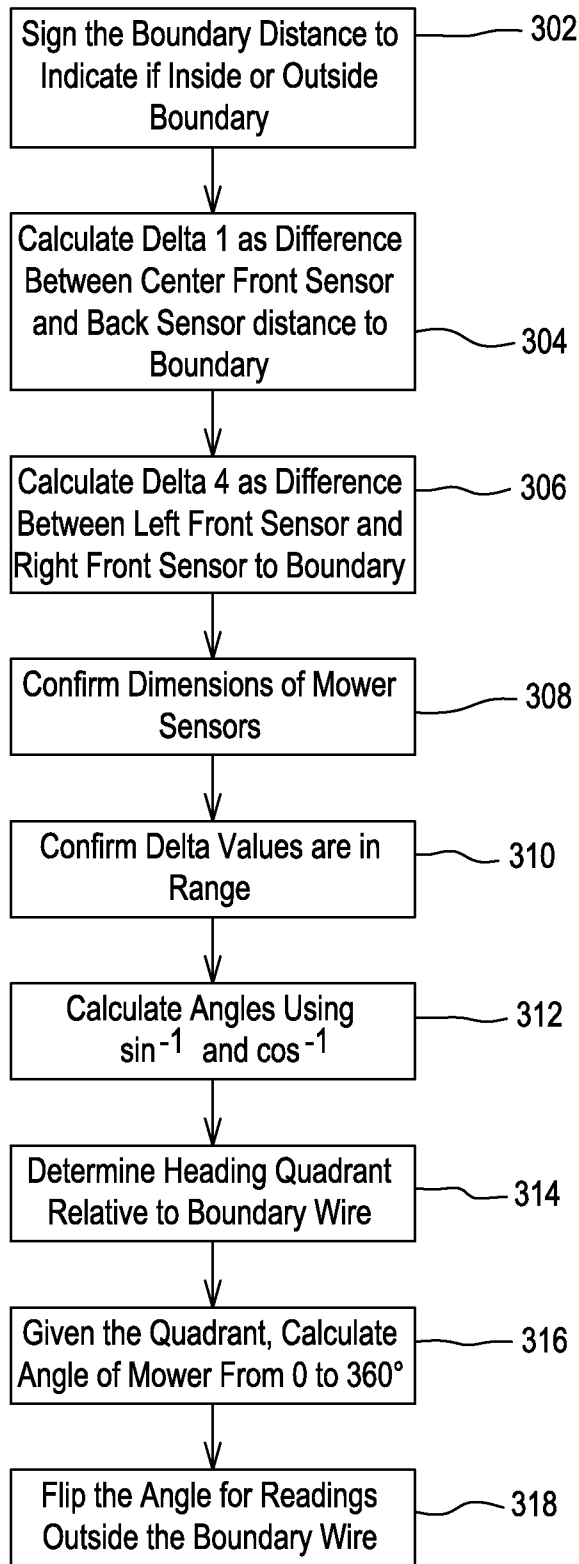 Sign the Boundary Distance to
Indicate if Inside or Outside
Boundary
302
Calculate Delta 1 as Difference
Between Center Front Sensor
and Back Sensor distance to
Boundary
304
Calculate Delta 4 as Difference
Between Left Front Sensor and
Right Front Sensor to Boundary
306
Confirm Dimensions of Mower
Sensors
308
Confirm Delta Values are in
Range
310
Calculate Angles Using
sin⁻¹ and cos⁻¹
312
Determine Heading Quadrant
Relative to Boundary Wire
314
Given the Quadrant, Calculate
Angle of Mower From 0 to 360°
316
Flip the Angle for Readings
Outside the Boundary Wire
318